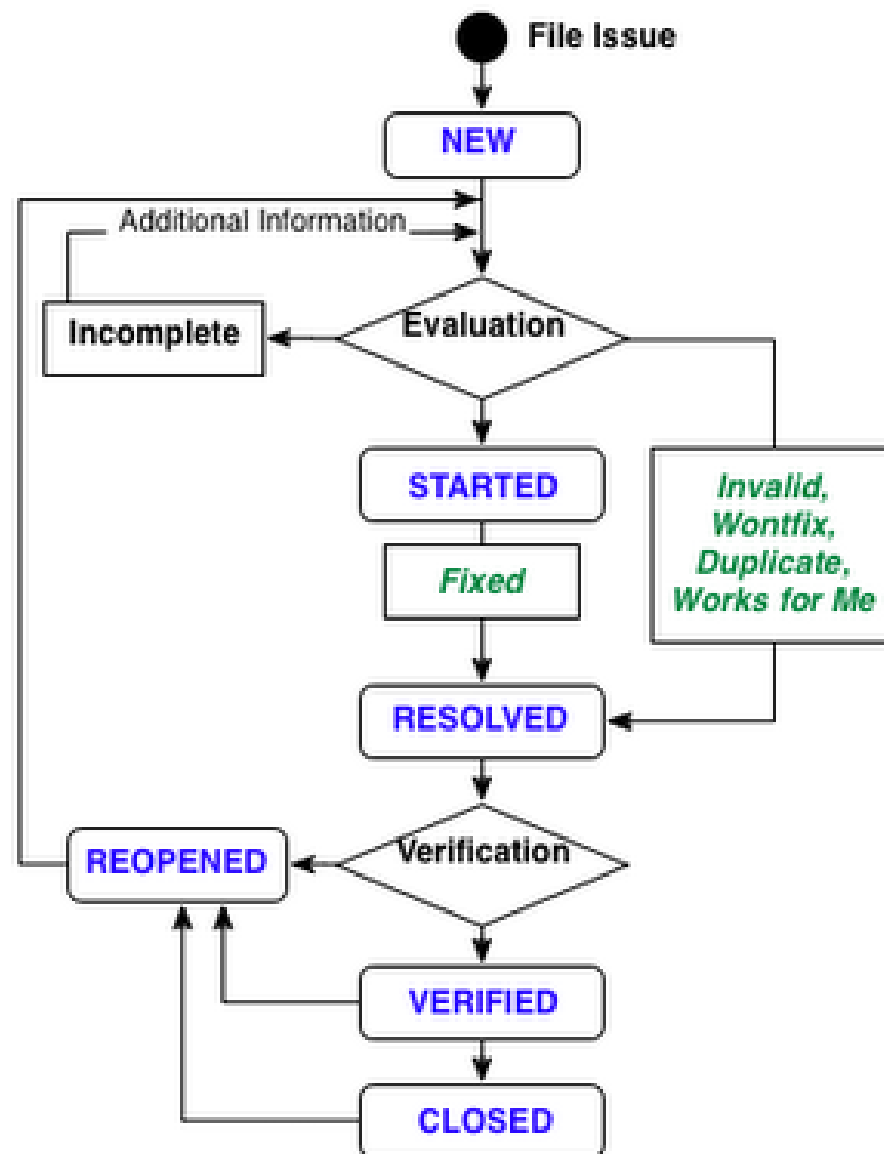 File Issue
NEW
Additional Information
Evaluation
Incomplete
STARTED
Invalid,
Wontfix,
Duplicate,
Works for Me
Fixed
RESOLVED
Verification
REOPENED
VERIFIED
CLOSED